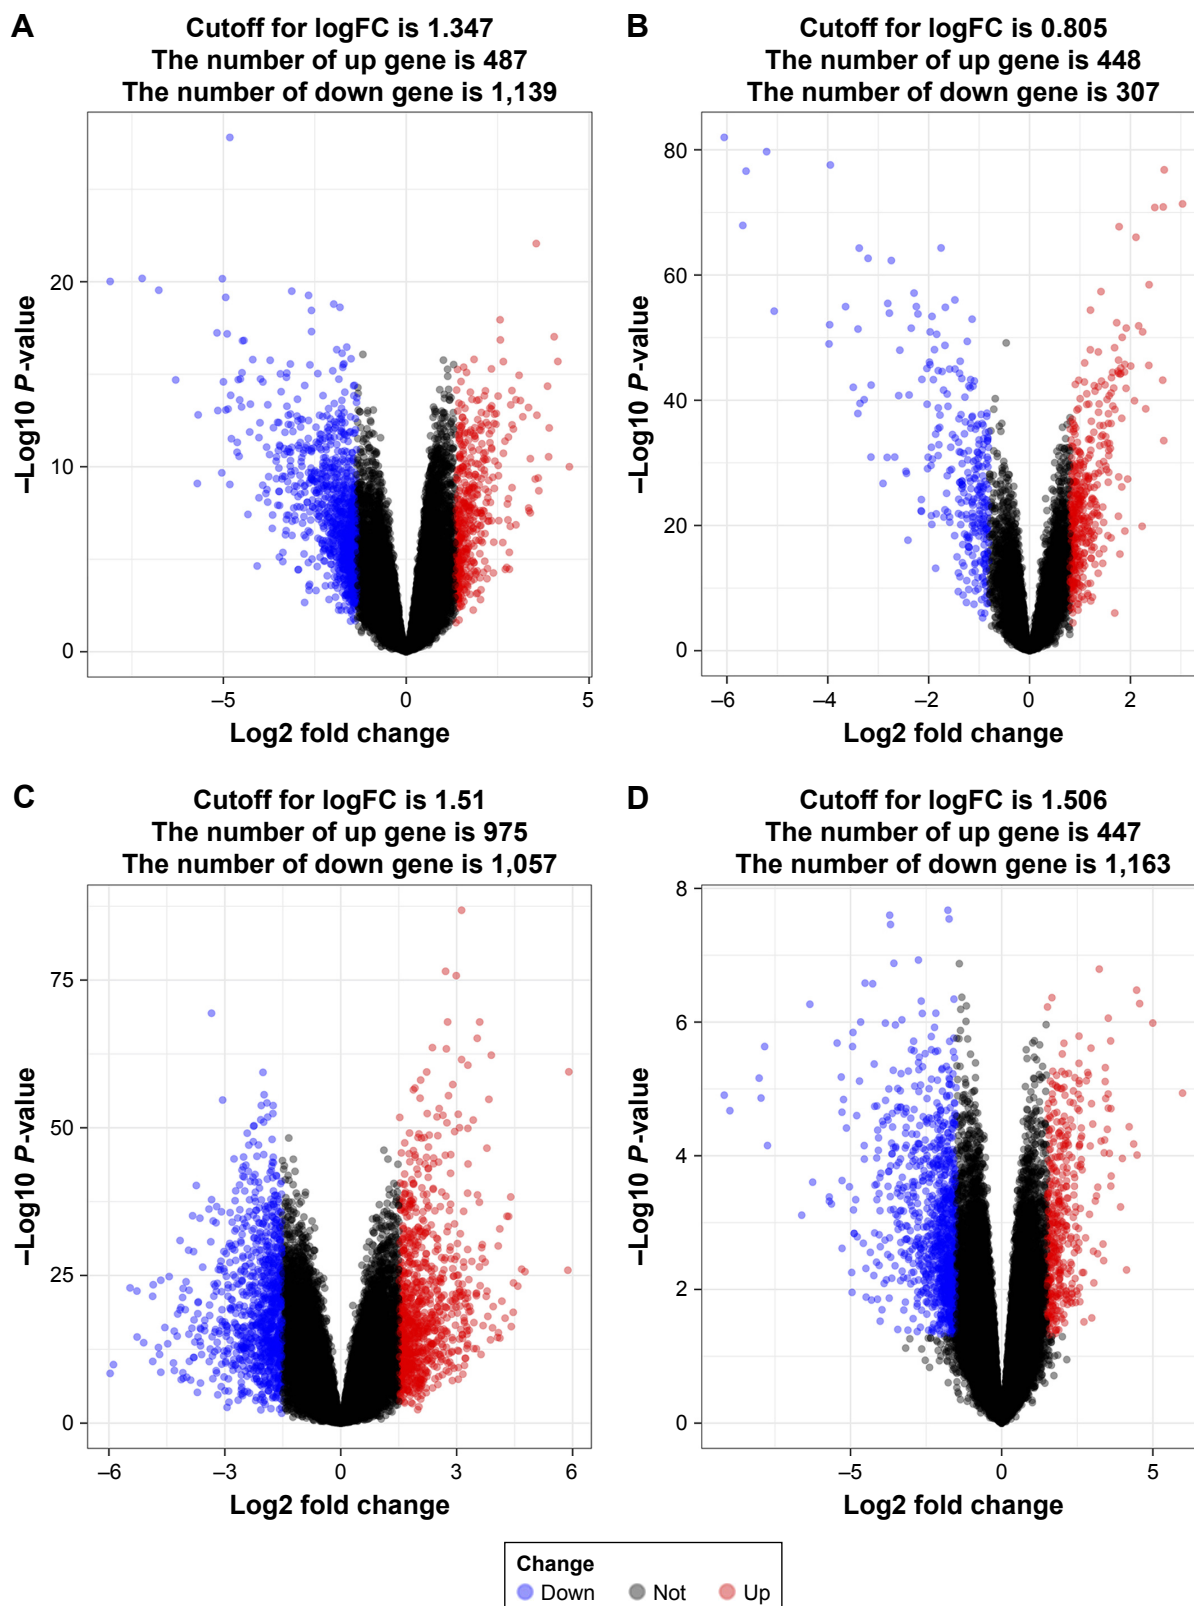 A
Cutoff for logFC is 1.347
The number of up gene is 487
The number of down gene is 1,139
–Log10 P-value
20
10
0
–5
0
5
Log2 fold change
B
Cutoff for logFC is 0.805
The number of up gene is 448
The number of down gene is 307
–Log10 P-value
80
60
40
20
0
–6
–4
–2
0
2
Log2 fold change
C
Cutoff for logFC is 1.51
The number of up gene is 975
The number of down gene is 1,057
–Log10 P-value
75
50
25
0
–6
–3
0
3
6
Log2 fold change
D
Cutoff for logFC is 1.506
The number of up gene is 447
The number of down gene is 1,163
–Log10 P-value
8
6
4
2
0
–5
0
5
Log2 fold change
Change
Down Not Up